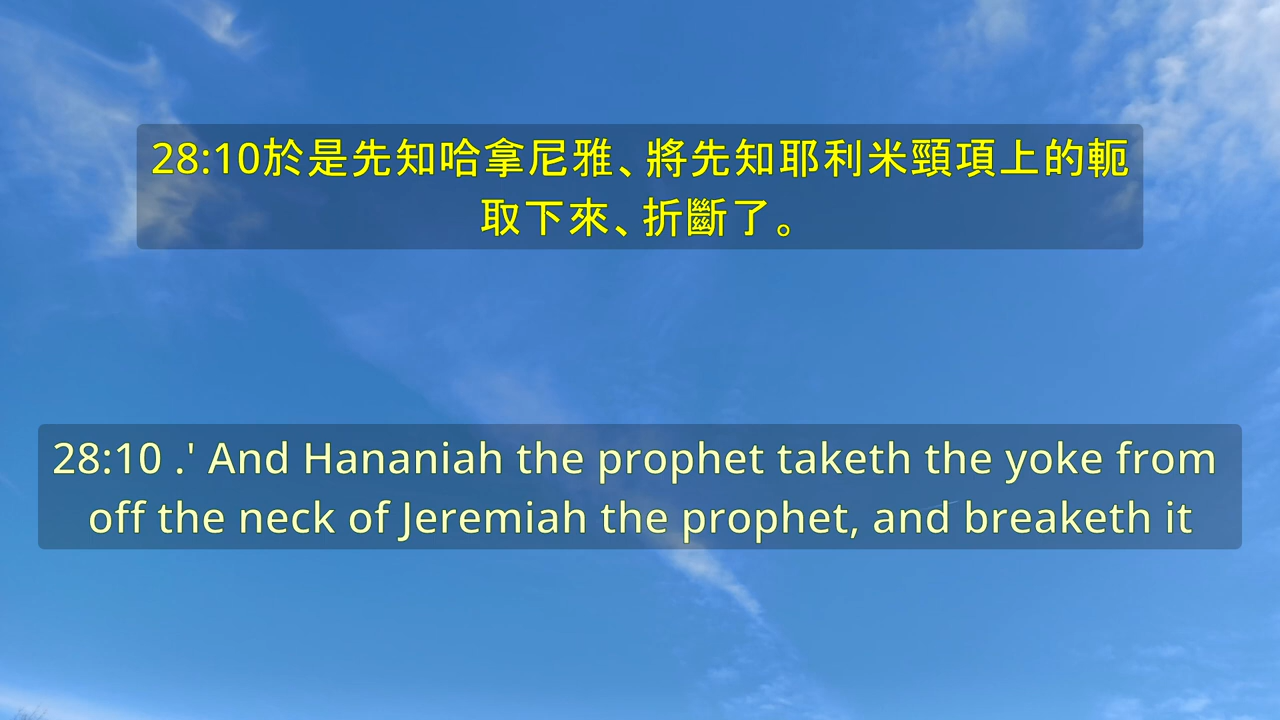 28:10於是先知哈拿尼雅、將先知耶利米頸項上的軛
取下來、折斷了。
28:10 .' And Hananiah the prophet taketh the yoke from
off the neck of Jeremiah the prophet, and breaketh it